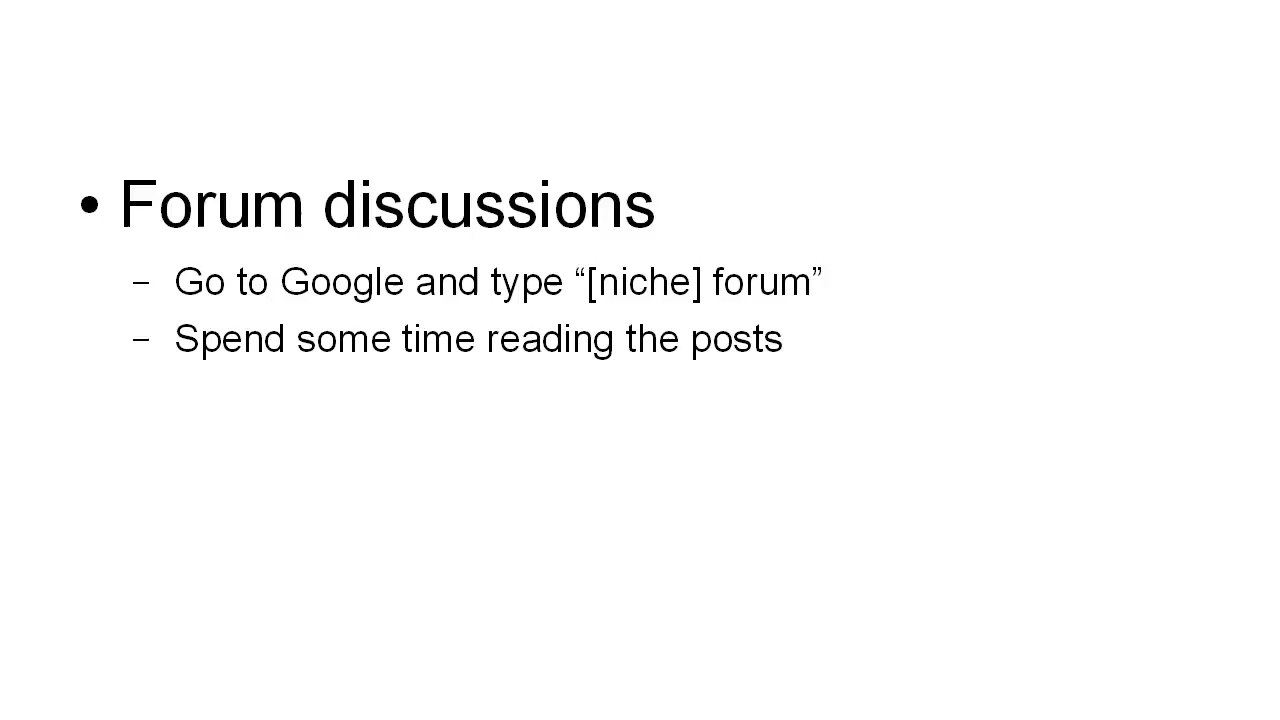 • Forum discussions
– Go to Google and type “[niche] forum”
– Spend some time reading the posts